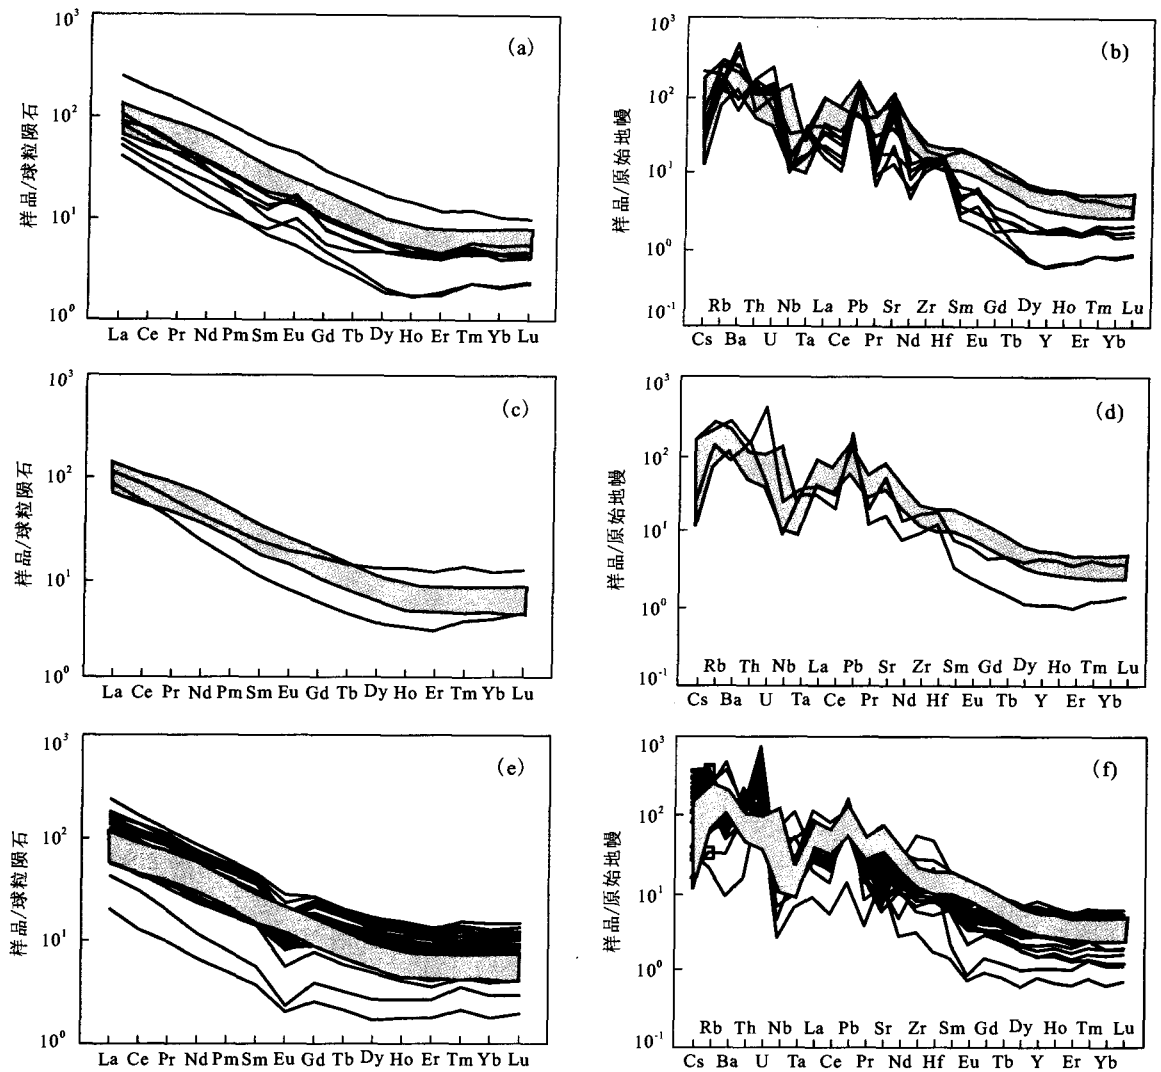 10³
10²
10¹
10⁰
样品/球粒陨石
(a)
La Ce Pr Nd Pm Sm Eu Gd Tb Dy Ho Er Tm Yb Lu
10³
10²
10¹
10⁰
10⁻¹
样品/原始地幔
(b)
Rb Th Nb La Pb Sr Zr Sm Gd Dy Ho Tm Lu
Cs Ba U Ta Ce Pr Nd Hf Eu Tb Y Er Yb
10³
10²
10¹
10⁰
样品/球粒陨石
(c)
La Ce Pr Nd Pm Sm Eu Gd Tb Dy Ho Er Tm Yb Lu
10³
10²
10¹
10⁰
10⁻¹
样品/原始地幔
(d)
Rb Th Nb La Pb Sr Zr Sm Gd Dy Ho Tm Lu
Cs Ba U Ta Ce Pr Nd Hf Eu Tb Y Er Yb
10³
10²
10¹
10⁰
样品/球粒陨石
(e)
La Ce Pr Nd Pm Sm Eu Gd Tb Dy Ho Er Tm Yb Lu
10³
10²
10¹
10⁰
10⁻¹
样品/原始地幔
(f)
Rb Th Nb La Pb Sr Zr Sm Gd Dy Ho Tm Lu
Cs Ba U Ta Ce Pr Nd Hf Eu Tb Y Er Yb